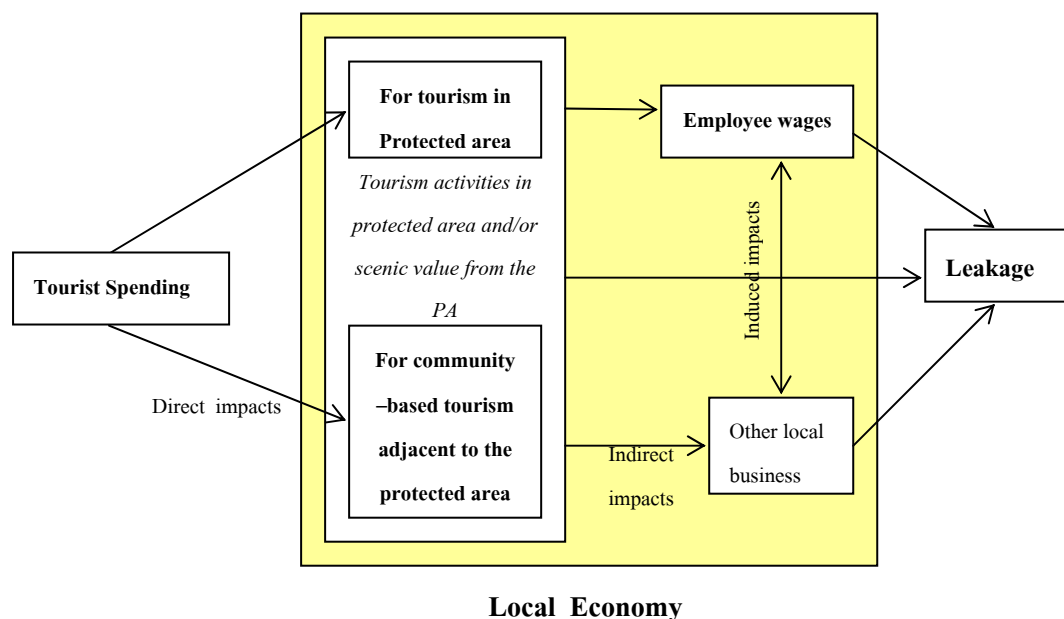 For tourism in
Protected area
Tourism activities in
protected area and/or
scenic value from the
PA
For community
–based tourism
adjacent to the
protected area
Tourist Spending
Direct impacts
Employee wages
Induced impacts
Indirect
impacts
Other local
business
Leakage
Local Economy